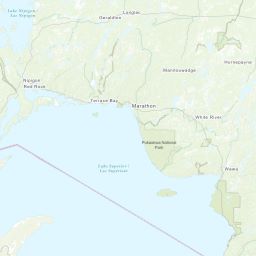 Lake Nipigon
Lac Nipigon
Longlac
Geraldton
Hornepayne
Manitouwadge
Nipigon
Red Rock
Terrace Bay
Marathon
White River
Pukaskwa National
Park
Lake Superior /
Lac Supérieur
Wawa